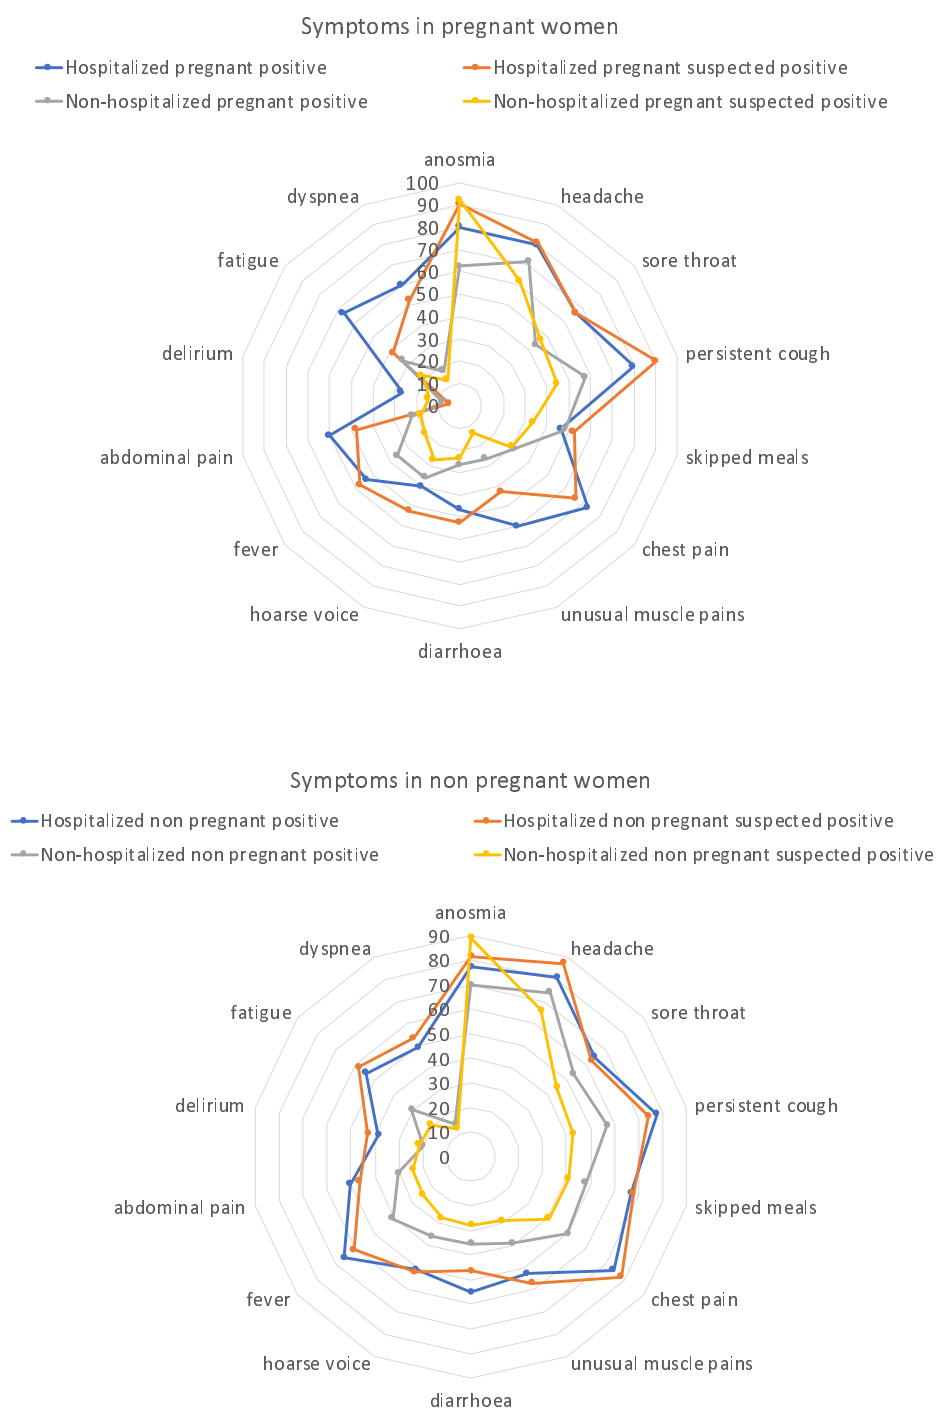 Symptoms in pregnant women
Hospitalized pregnant positive
Hospitalized pregnant suspected positive
Non-hospitalized pregnant positive
Non-hospitalized pregnant suspected positive
anosmia
headache
sore throat
persistent cough
skipped meals
chest pain
unusual muscle pains
diarrhoea
hoarse voice
fever
abdominal pain
delirium
fatigue
dyspnea
100
90
80
70
60
50
40
30
20
10
0
Symptoms in non pregnant women
Hospitalized non pregnant positive
Hospitalized non pregnant suspected positive
Non-hospitalized non pregnant positive
Non-hospitalized non pregnant suspected positive
anosmia
headache
sore throat
persistent cough
skipped meals
chest pain
unusual muscle pains
diarrhoea
hoarse voice
fever
abdominal pain
delirium
fatigue
dyspnea
90
80
70
60
50
40
30
20
10
0